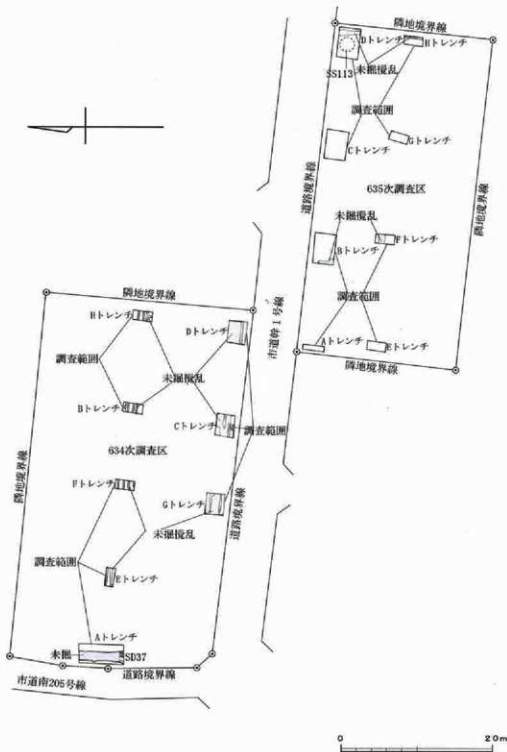 隣地境界線
Dトレンチ
Hトレンチ
未掘攪乱
SS113
調査範囲
Cトレンチ
Gトレンチ
道路境界線
635次調査区
隣地境界線
未掘攪乱
Bトレンチ
Fトレンチ
調査範囲
Aトレンチ
Eトレンチ
隣地境界線
市道幹1号線
隣地境界線
Hトレンチ
Dトレンチ
調査範囲
未掘攪乱
Bトレンチ
Cトレンチ
調査範囲
634次調査区
隣地境界線
Fトレンチ
Gトレンチ
道路境界線
未掘攪乱
調査範囲
Eトレンチ
Aトレンチ
未掘
SD37
道路境界線
市道南205号線
0 20m